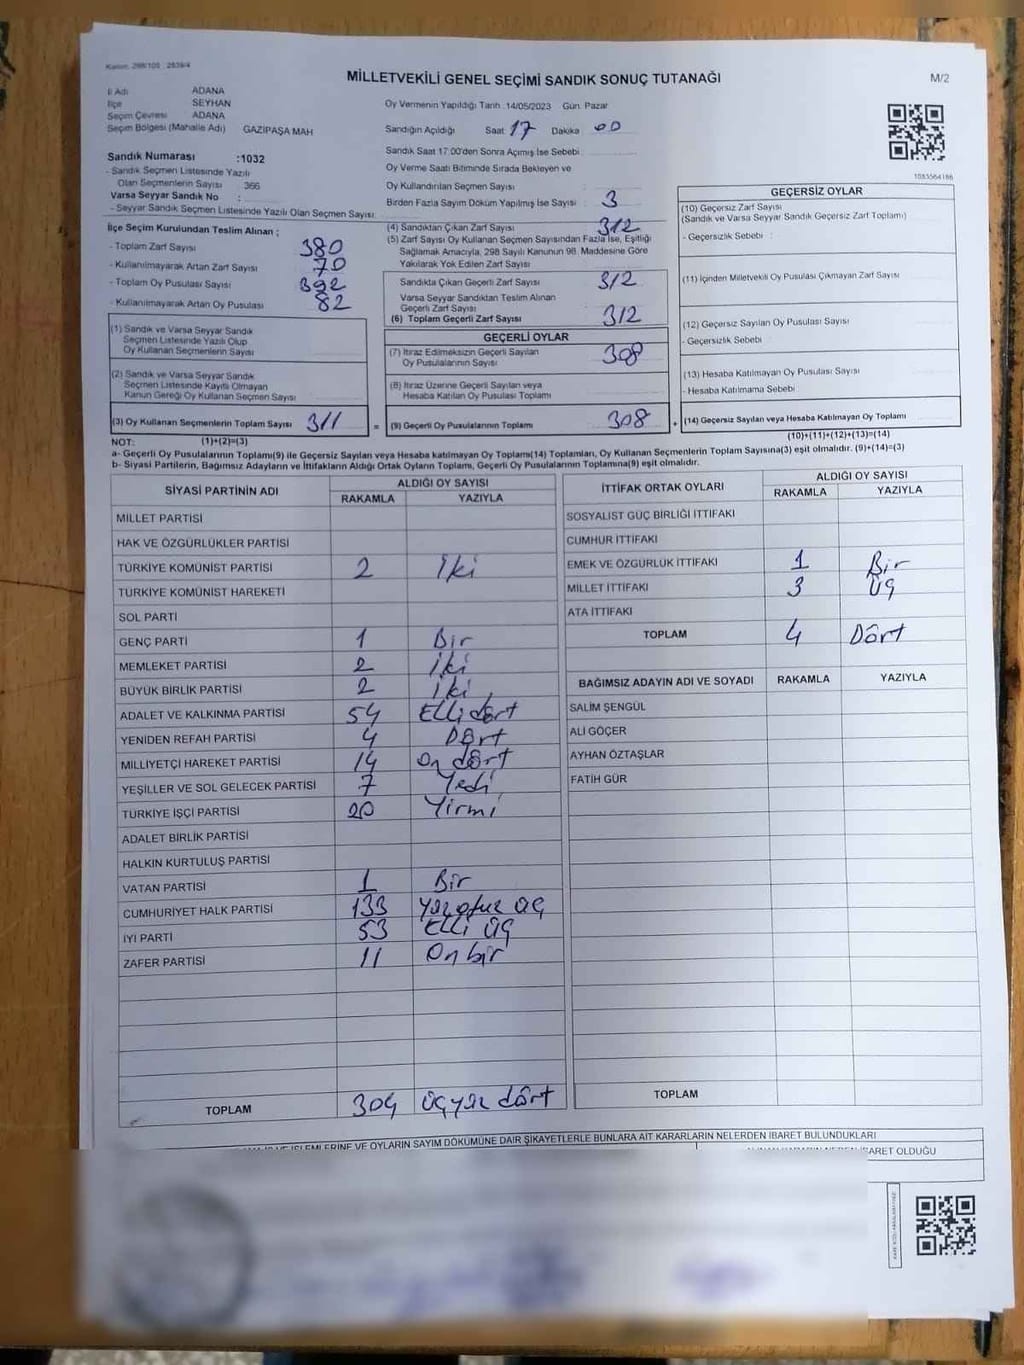 Kanun: 298/105 , 2839/4
MİLLETVEKİLİ GENEL SEÇİMİ SANDIK SONUÇ TUTANAĞI
M/2
İl Adı ADANA
İlçe SEYHAN
Seçim Çevresi ADANA
Seçim Bölgesi (Mahalle Adı) GAZİPAŞA MAH
Sandık Numarası :1032
- Sandık Seçmen Listesinde Yazılı
Olan Seçmenlerin Sayısı 366
Varsa Seyyar Sandık No :
- Seyyar Sandık Seçmen Listesinde Yazılı Olan Seçmen Sayısı:
Oy Vermenin Yapıldığı Tarih :14/05/2023 Gün: Pazar
Sandığın Açıldığı Saat 17 Dakika 00
Sandık Saat 17:00'den Sonra Açımış İse Sebebi
Oy Verme Saati Bitiminde Sırada Bekleyen ve
Oy Kullandırılan Seçmen Sayısı
Birden Fazla Sayım Döküm Yapılmış İse Sayısı 3
1083564186
İlçe Seçim Kurulundan Teslim Alınan ;
- Toplam Zarf Sayısı 380
- Kullanılmayarak Artan Zarf Sayısı 70
- Toplam Oy Pusulası Sayısı 392
- Kullanılmayarak Artan Oy Pusulası 82
(1) Sandık ve Varsa Seyyar Sandık
Seçmen Listesinde Yazılı Olup
Oy Kullanan Seçmenlerin Sayısı
(2) Sandık ve Varsa Seyyar Sandık
Seçmen Listesinde Kayıtlı Olmayan
Kanun Gereği Oy Kullanan Seçmen Sayısı
(3) Oy Kullanan Seçmenlerin Toplam Sayısı 311 =
(4) Sandıktan Çıkan Zarf Sayısı 312
(5) Zarf Sayısı Oy Kullanan Seçmen Sayısından Fazla İse, Eşitliği
Sağlamak Amacıyla, 298 Sayılı Kanunun 98. Maddesine Göre
Yakılarak Yok Edilen Zarf Sayısı
Sandıkta Çıkan Geçerli Zarf Sayısı 312
Varsa Seyyar Sandıktan Teslim Alınan
Geçerli Zarf Sayısı
(6) Toplam Geçerli Zarf Sayısı 312
GEÇERLİ OYLAR
(7) İtiraz Edilmeksizin Geçerli Sayılan
Oy Pusulalarının Sayısı 308
(8) İtiraz Üzerine Geçerli Sayılan veya
Hesaba Katılan Oy Pusulası Toplamı
(9) Geçerli Oy Pusulalarının Toplamı 308 +
GEÇERSİZ OYLAR
(10) Geçersiz Zarf Sayısı
(Sandık ve Varsa Seyyar Sandık Geçersiz Zarf Toplamı)
- Geçersizlik Sebebi :
(11) İçinden Milletvekili Oy Pusulası Çıkmayan Zarf Sayısı
(12) Geçersiz Sayılan Oy Pusulası Sayısı
- Geçersizlik Sebebi
(13) Hesaba Katılmayan Oy Pusulası Sayısı
- Hesaba Katılmama Sebebi
(14) Geçersiz Sayılan veya Hesaba Katılmayan Oy Toplamı
NOT: (1)+(2)=(3)
(10)+(11)+(12)+(13)=(14)
a- Geçerli Oy Pusulalarının Toplamı(9) ile Geçersiz Sayılan veya Hesaba Katılmayan Oy Toplamı(14) Toplamları, Oy Kullanan Seçmenlerin Toplam Sayısına(3) eşit olmalıdır. (9)+(14)=(3)
b- Siyasi Partilerin, Bağımsız Adayların ve İttifakların Aldığı Ortak Oyların Toplamı, Geçerli Oy Pusulalarının Toplamına(9) eşit olmalıdır.
SİYASİ PARTİNİN ADI ALDIĞI OY SAYISI
RAKAMLA YAZIYLA
MİLLET PARTİSİ
HAK VE ÖZGÜRLÜKLER PARTİSİ
TÜRKİYE KOMÜNİST PARTİSİ 2 İki
TÜRKİYE KOMÜNİST HAREKETİ
SOL PARTİ
GENÇ PARTİ 1 Bir
MEMLEKET PARTİSİ 2 İki
BÜYÜK BİRLİK PARTİSİ 2 İki
ADALET VE KALKINMA PARTİSİ 54 Elli dört
YENİDEN REFAH PARTİSİ 4 Dört
MİLLİYETÇİ HAREKET PARTİSİ 14 On dört
YEŞİLLER VE SOL GELECEK PARTİSİ 7 Yedi
TÜRKİYE İŞÇİ PARTİSİ 20 Yirmi
ADALET BİRLİK PARTİSİ
HALKIN KURTULUŞ PARTİSİ
VATAN PARTİSİ 1 Bir
CUMHURİYET HALK PARTİSİ 133 Yüz otuz üç
İYİ PARTİ 53 Elli üç
ZAFER PARTİSİ 11 On bir
TOPLAM 304 üçyüz dört
İTTİFAK ORTAK OYLARI ALDIĞI OY SAYISI
RAKAMLA YAZIYLA
SOSYALİST GÜÇ BİRLİĞİ İTTİFAKI
CUMHUR İTTİFAKI
EMEK VE ÖZGÜRLÜK İTTİFAKI 1 Bir
MİLLET İTTİFAKI 3 Üç
ATA İTTİFAKI
TOPLAM 4 Dört
BAĞIMSIZ ADAYIN ADI VE SOYADI RAKAMLA YAZIYLA
SALİM ŞENGÜL
ALİ GÖÇER
AYHAN ÖZTAŞLAR
FATİH GÜR
TOPLAM
İŞLEMLERİNE VE OYLARIN SAYIM DÖKÜMÜNE DAİR ŞİKAYETLERLE BUNLARA AİT KARARLARIN NELERDEN İBARET BULUNDUKLARI
İBARET OLDUĞU